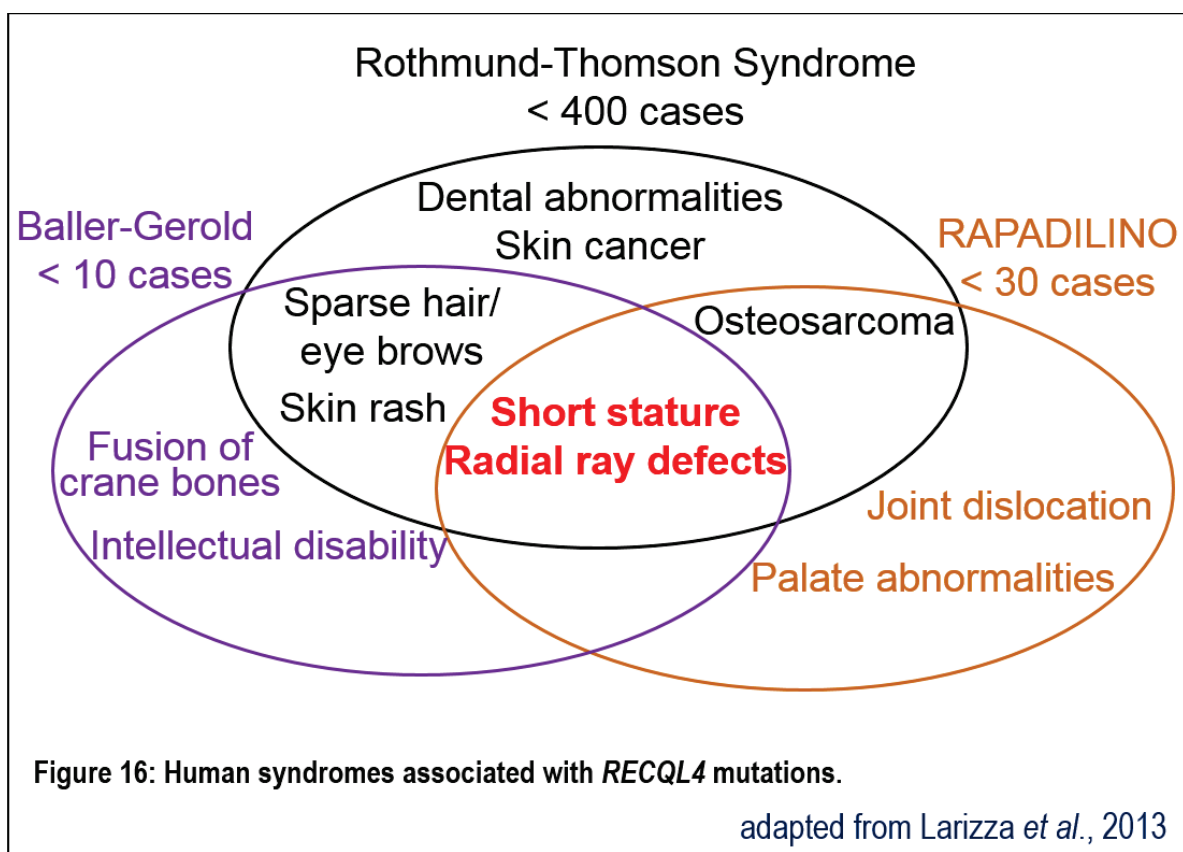 Rothmund-Thomson Syndrome
< 400 cases
Dental abnormalities
Skin cancer
Baller-Gerold
< 10 cases
RAPADILINO
< 30 cases
Sparse hair/
eye brows
Osteosarcoma
Skin rash
Short stature
Radial ray defects
Fusion of
crane bones
Intellectual disability
Joint dislocation
Palate abnormalities
Figure 16: Human syndromes associated with RECQL4 mutations.
adapted from Larizza et al., 2013